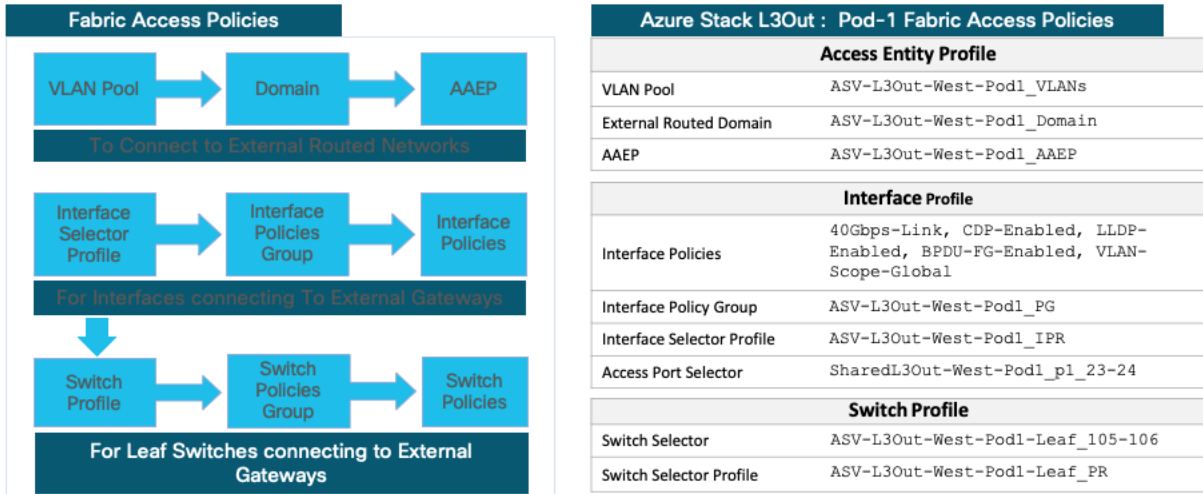 Fabric Access Policies
VLAN Pool
Domain
AAEP
To Connect to External Routed Networks
Interface
Selector
Profile
Interface
Policies
Group
Interface
Policies
For Interfaces connecting To External Gateways
Switch
Profile
Switch
Policies
Group
Switch
Policies
For Leaf Switches connecting to External
Gateways
Azure Stack L3Out : Pod-1 Fabric Access Policies
Access Entity Profile
VLAN Pool ASV-L3Out-West-Pod1_VLANs
External Routed Domain ASV-L3Out-West-Pod1_Domain
AAEP ASV-L3Out-West-Pod1_AAEP
Interface Profile
Interface Policies 40Gbps-Link, CDP-Enabled, LLDP-
Enabled, BPDU-FG-Enabled, VLAN-
Scope-Global
Interface Policy Group ASV-L3Out-West-Pod1_PG
Interface Selector Profile ASV-L3Out-West-Pod1_IPR
Access Port Selector SharedL3Out-West-Pod1_p1_23-24
Switch Profile
Switch Selector ASV-L3Out-West-Pod1-Leaf_105-106
Switch Selector Profile ASV-L3Out-West-Pod1-Leaf_PR